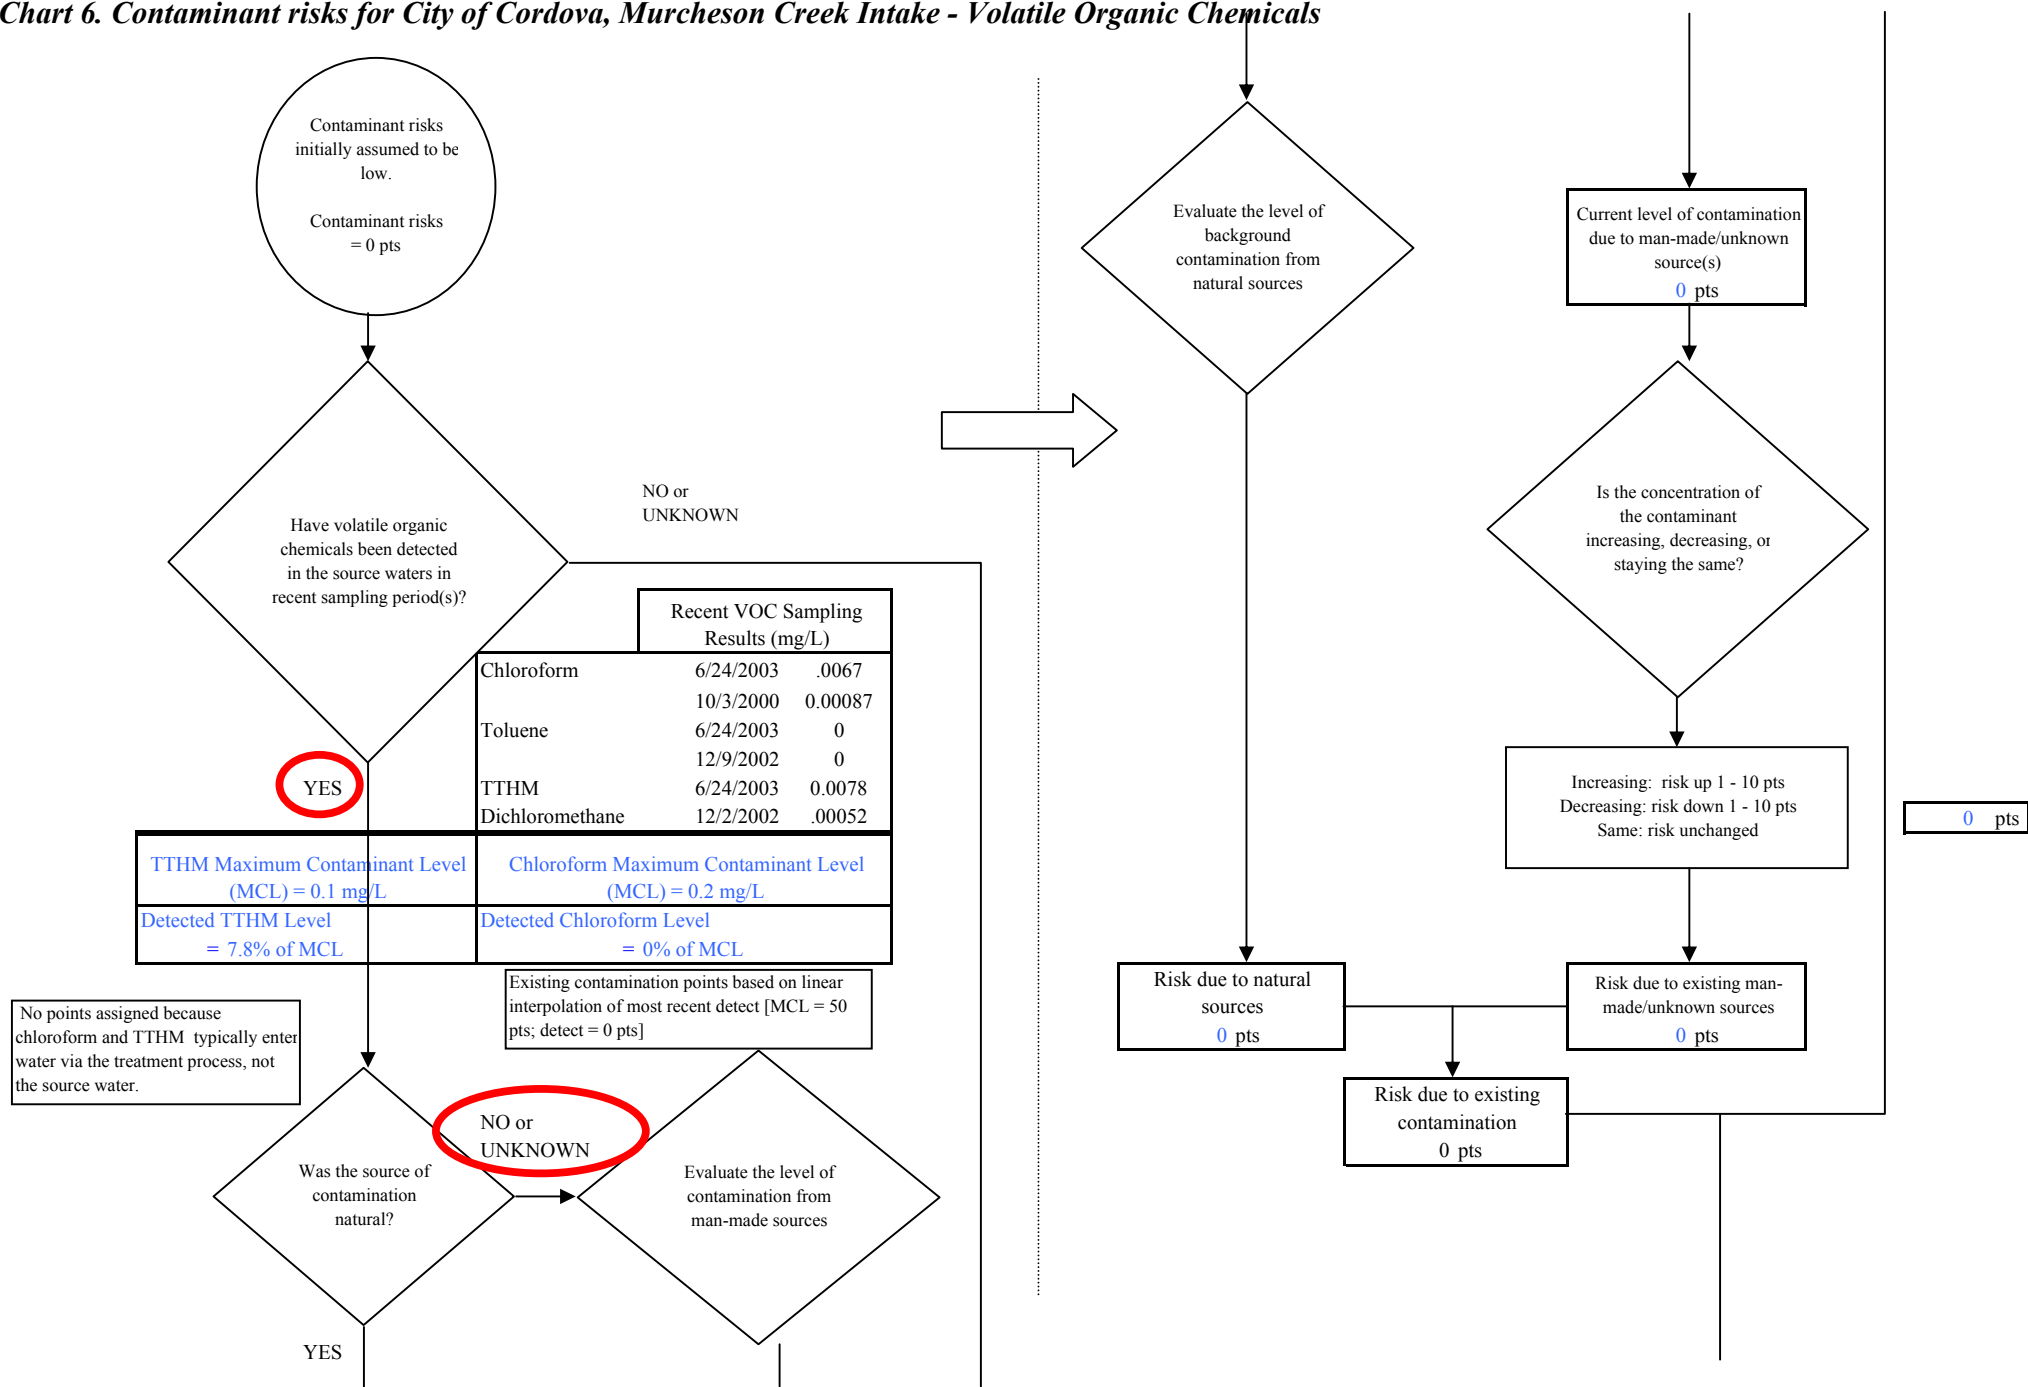 Chart 6. Contaminant risks for City of Cordova, Murcheson Creek Intake - Volatile Organic Chemicals
Contaminant risks
initially assumed to be
low.
Contaminant risks
= 0 pts
Have volatile organic
chemicals been detected
in the source waters in
recent sampling period(s)?
NO or
UNKNOWN
Recent VOC Sampling
Results (mg/L)
Chloroform 6/24/2003 .0067
10/3/2000 0.00087
Toluene 6/24/2003 0
12/9/2002 0
TTHM 6/24/2003 0.0078
Dichloromethane 12/2/2002 .00052
YES
TTHM Maximum Contaminant Level
(MCL) = 0.1 mg/L
Chloroform Maximum Contaminant Level
(MCL) = 0.2 mg/L
Detected TTHM Level
= 7.8% of MCL
Detected Chloroform Level
= 0% of MCL
Existing contamination points based on linear
interpolation of most recent detect [MCL = 50
pts; detect = 0 pts]
No points assigned because
chloroform and TTHM typically enter
water via the treatment process, not
the source water.
Was the source of
contamination
natural?
NO or
UNKNOWN
Evaluate the level of
contamination from
man-made sources
YES
Evaluate the level of
background
contamination from
natural sources
Current level of contamination
due to man-made/unknown
source(s)
0 pts
Is the concentration of
the contaminant
increasing, decreasing, or
staying the same?
Increasing: risk up 1 - 10 pts
Decreasing: risk down 1 - 10 pts
Same: risk unchanged
0 pts
Risk due to natural
sources
0 pts
Risk due to existing man-
made/unknown sources
0 pts
Risk due to existing
contamination
0 pts